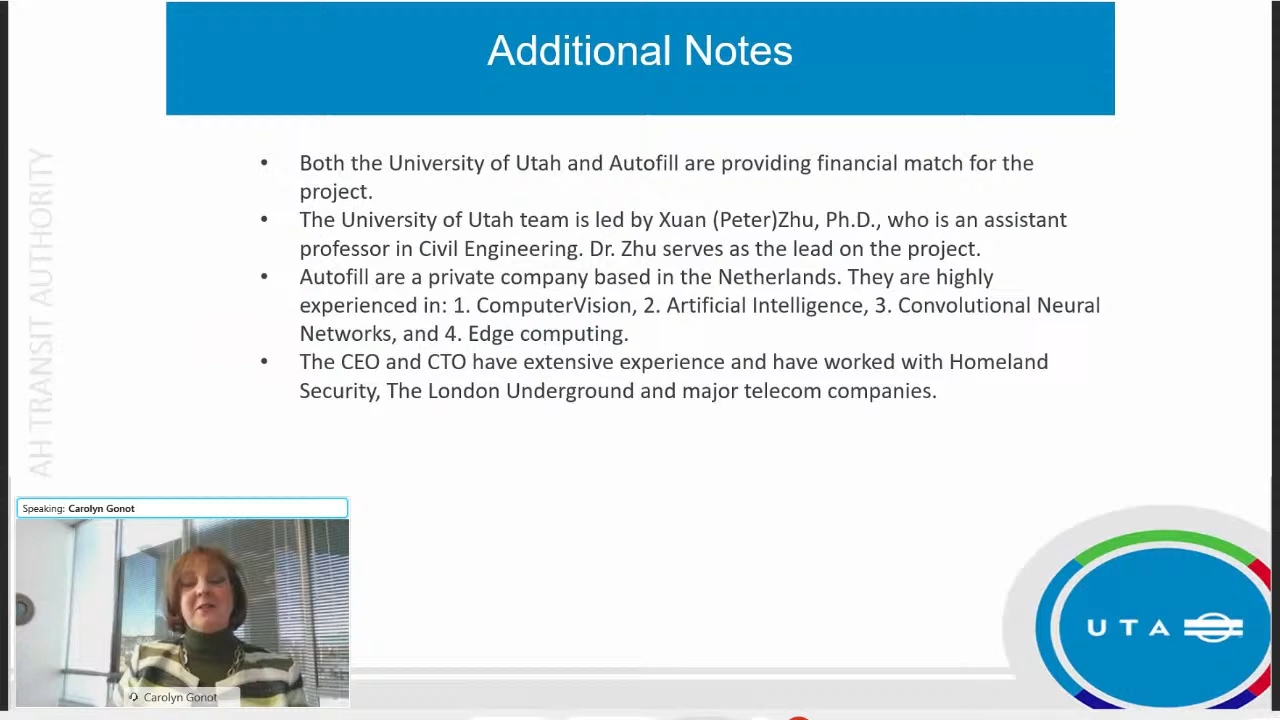 Additional Notes
• Both the University of Utah and Autofill are providing financial match for the
project.
• The University of Utah team is led by Xuan (Peter)Zhu, Ph.D., who is an assistant
professor in Civil Engineering. Dr. Zhu serves as the lead on the project.
• Autofill are a private company based in the Netherlands. They are highly
experienced in: 1. ComputerVision, 2. Artificial Intelligence, 3. Convolutional Neural
Networks, and 4. Edge computing.
• The CEO and CTO have extensive experience and have worked with Homeland
Security, The London Underground and major telecom companies.
AH TRANSIT AUTHORITY
Speaking: Carolyn Gonot
Carolyn Gonot
UTA